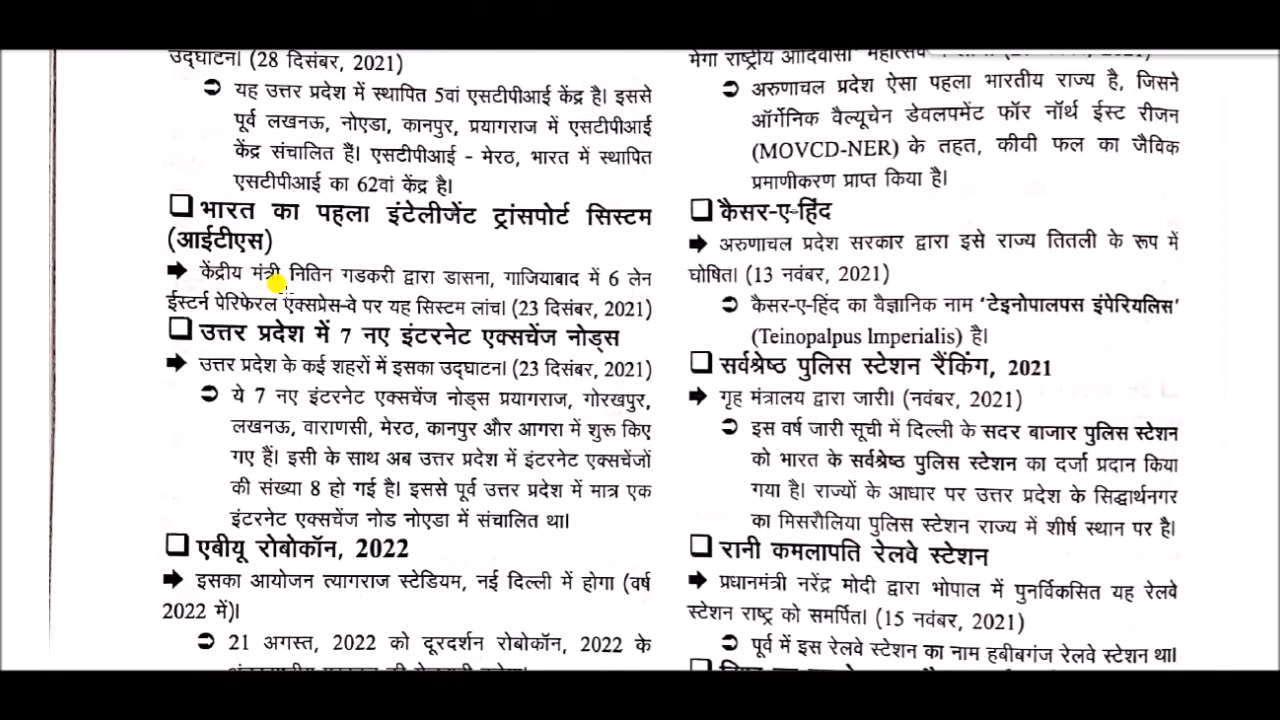 उद्घाटन। (28 दिसंबर, 2021)
➲ यह उत्तर प्रदेश में स्थापित 5वां एसटीपीआई केंद्र है। इससे
पूर्व लखनऊ, नोएडा, कानपुर, प्रयागराज में एसटीपीआई
केंद्र संचालित हैं। एसटीपीआई - मेरठ, भारत में स्थापित
एसटीपीआई का 62वां केंद्र है।
❑ भारत का पहला इंटेलीजेंट ट्रांसपोर्ट सिस्टम
(आईटीएस)
➡ केंद्रीय मंत्री नितिन गडकरी द्वारा डासना, गाजियाबाद में 6 लेन
ईस्टर्न पेरिफेरल एक्सप्रेस-वे पर यह सिस्टम लांच। (23 दिसंबर, 2021)
❑ उत्तर प्रदेश में 7 नए इंटरनेट एक्सचेंज नोड्स
➡ उत्तर प्रदेश के कई शहरों में इसका उद्घाटन। (23 दिसंबर, 2021)
➲ ये 7 नए इंटरनेट एक्सचेंज नोड्स प्रयागराज, गोरखपुर,
लखनऊ, वाराणसी, मेरठ, कानपुर और आगरा में शुरू किए
गए हैं। इसी के साथ अब उत्तर प्रदेश में इंटरनेट एक्सचेंजों
की संख्या 8 हो गई है। इससे पूर्व उत्तर प्रदेश में मात्र एक
इंटरनेट एक्सचेंज नोड नोएडा में संचालित था।
❑ एबीयू रोबोकॉन, 2022
➡ इसका आयोजन त्यागराज स्टेडियम, नई दिल्ली में होगा (वर्ष
2022 में)।
➲ 21 अगस्त, 2022 को दूरदर्शन रोबोकॉन, 2022 के
मेगा राष्ट्रीय आदिवासी महोत्सव
➲ अरुणाचल प्रदेश ऐसा पहला भारतीय राज्य है, जिसने
ऑर्गेनिक वैल्यूचेन डेवलपमेंट फॉर नॉर्थ ईस्ट रीजन
(MOVCD-NER) के तहत, कीवी फल का जैविक
प्रमाणीकरण प्राप्त किया है।
❑ कैसर-ए-हिंद
➡ अरुणाचल प्रदेश सरकार द्वारा इसे राज्य तितली के रूप में
घोषित। (13 नवंबर, 2021)
➲ कैसर-ए-हिंद का वैज्ञानिक नाम ‘टेइनोपालपस इंपेरियलिस’
(Teinopalpus Imperialis) है।
❑ सर्वश्रेष्ठ पुलिस स्टेशन रैंकिंग, 2021
➡ गृह मंत्रालय द्वारा जारी। (नवंबर, 2021)
➲ इस वर्ष जारी सूची में दिल्ली के सदर बाजार पुलिस स्टेशन
को भारत के सर्वश्रेष्ठ पुलिस स्टेशन का दर्जा प्रदान किया
गया है। राज्यों के आधार पर उत्तर प्रदेश के सिद्धार्थनगर
का मिसरौलिया पुलिस स्टेशन राज्य में शीर्ष स्थान पर है।
❑ रानी कमलापति रेलवे स्टेशन
➡ प्रधानमंत्री नरेंद्र मोदी द्वारा भोपाल में पुनर्विकसित यह रेलवे
स्टेशन राष्ट्र को समर्पित। (15 नवंबर, 2021)
➲ पूर्व में इस रेलवे स्टेशन का नाम हबीबगंज रेलवे स्टेशन था।